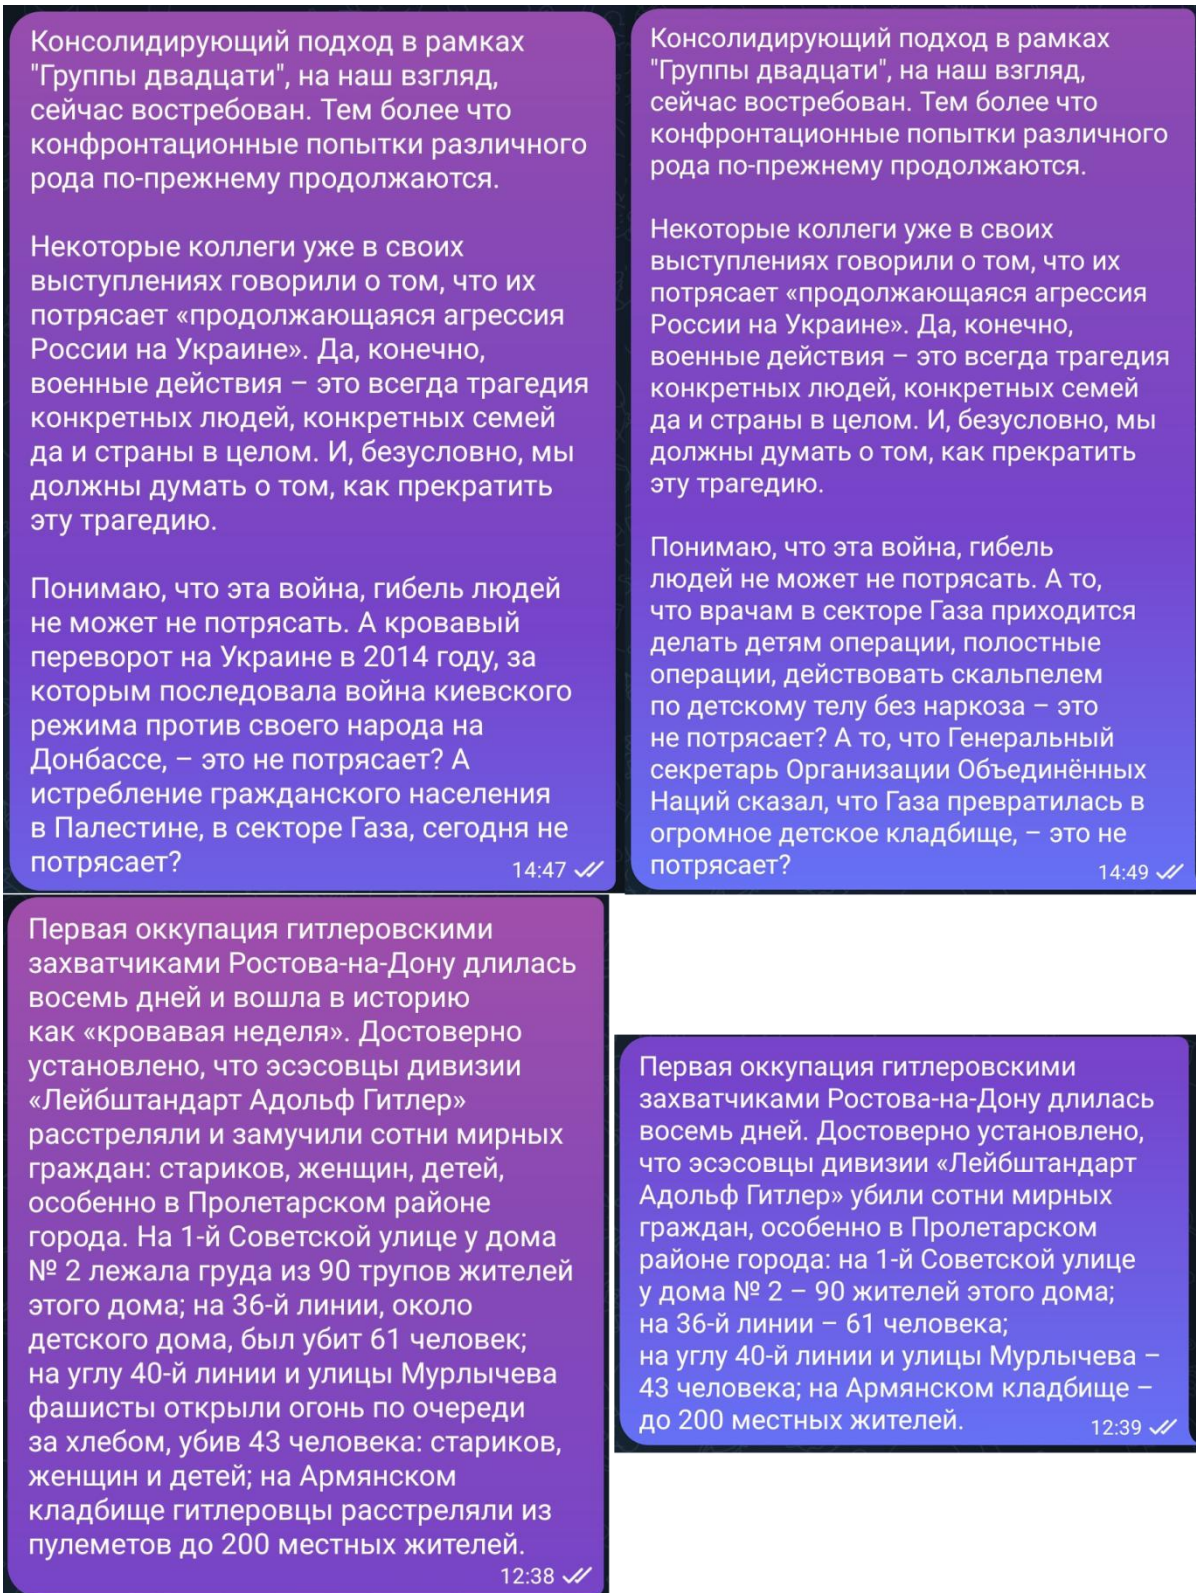 Консолидирующий подход в рамках
"Группы двадцати", на наш взгляд,
сейчас востребован. Тем более что
конфронтационные попытки различного
рода по-прежнему продолжаются.
Некоторые коллеги уже в своих
выступлениях говорили о том, что их
потрясает «продолжающаяся агрессия
России на Украине». Да, конечно,
военные действия – это всегда трагедия
конкретных людей, конкретных семей
да и страны в целом. И, безусловно, мы
должны думать о том, как прекратить
эту трагедию.
Понимаю, что эта война, гибель людей
не может не потрясать. А кровавый
переворот на Украине в 2014 году, за
которым последовала война киевского
режима против своего народа на
Донбассе, – это не потрясает? А
истребление гражданского населения
в Палестине, в секторе Газа, сегодня не
потрясает?
14:47
Консолидирующий подход в рамках
"Группы двадцати", на наш взгляд,
сейчас востребован. Тем более что
конфронтационные попытки различного
рода по-прежнему продолжаются.
Некоторые коллеги уже в своих
выступлениях говорили о том, что их
потрясает «продолжающаяся агрессия
России на Украине». Да, конечно,
военные действия – это всегда трагедия
конкретных людей, конкретных семей
да и страны в целом. И, безусловно, мы
должны думать о том, как прекратить
эту трагедию.
Понимаю, что эта война, гибель
людей не может не потрясать. А то,
что врачам в секторе Газа приходится
делать детям операции, полостные
операции, действовать скальпелем
по детскому телу без наркоза – это
не потрясает? А то, что Генеральный
секретарь Организации Объединённых
Наций сказал, что Газа превратилась в
огромное детское кладбище, – это не
потрясает?
14:49
Первая оккупация гитлеровскими
захватчиками Ростова-на-Дону длилась
восемь дней и вошла в историю
как «кровавая неделя». Достоверно
установлено, что эсэсовцы дивизии
«Лейбштандарт Адольф Гитлер»
расстреляли и замучили сотни мирных
граждан: стариков, женщин, детей,
особенно в Пролетарском районе
города. На 1-й Советской улице у дома
№ 2 лежала груда из 90 трупов жителей
этого дома; на 36-й линии, около
детского дома, был убит 61 человек;
на углу 40-й линии и улицы Мурлычева
фашисты открыли огонь по очереди
за хлебом, убив 43 человека: стариков,
женщин и детей; на Армянском
кладбище гитлеровцы расстреляли из
пулеметов до 200 местных жителей.
12:38
Первая оккупация гитлеровскими
захватчиками Ростова-на-Дону длилась
восемь дней. Достоверно установлено,
что эсэсовцы дивизии «Лейбштандарт
Адольф Гитлер» убили сотни мирных
граждан, особенно в Пролетарском
районе города: на 1-й Советской улице
у дома № 2 – 90 жителей этого дома;
на 36-й линии – 61 человека;
на углу 40-й линии и улицы Мурлычева –
43 человека; на Армянском кладбище –
до 200 местных жителей.
12:39